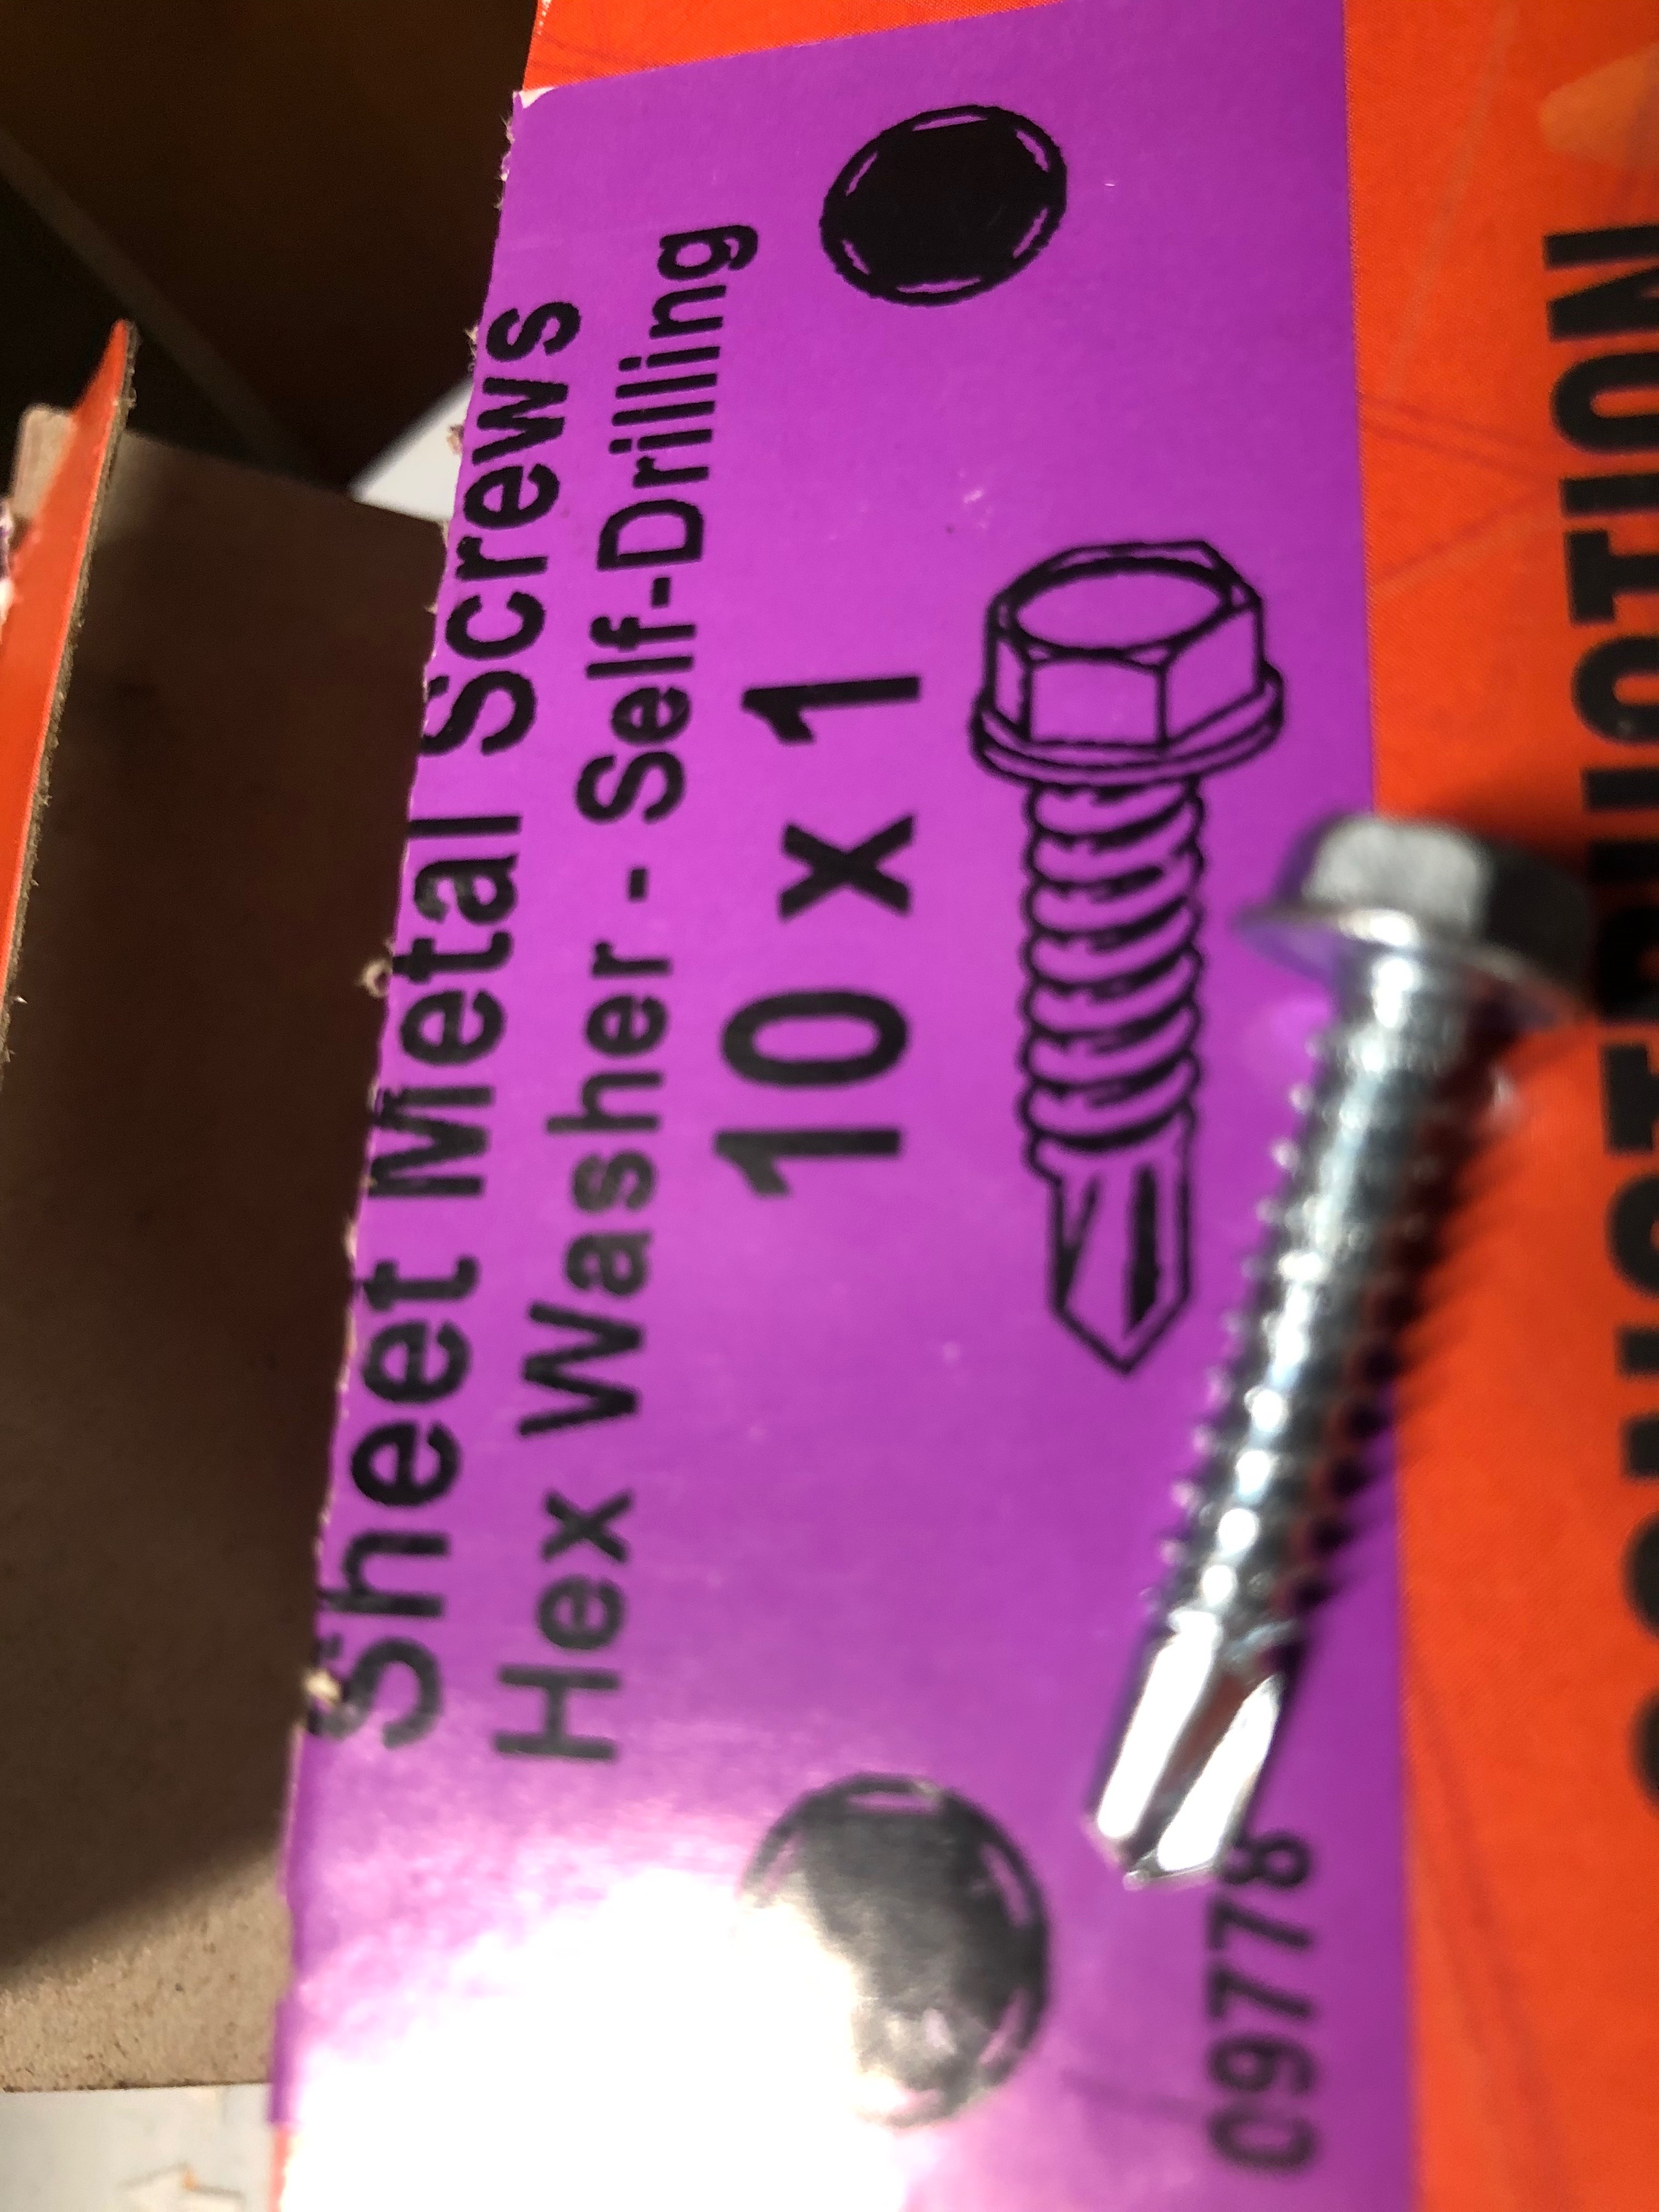 Sheet Metal Screws
Hex Washer - Self-Drilling
10 x 1
09778